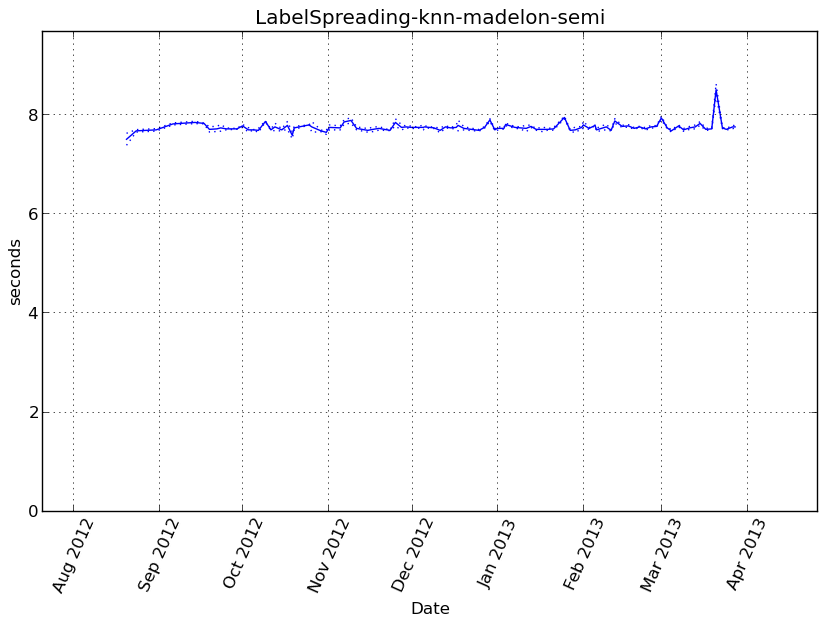 LabelSpreading-knn-madelon-semi
8
6
4
2
0
seconds
Aug 2012
Sep 2012
Oct 2012
Nov 2012
Dec 2012
Jan 2013
Feb 2013
Mar 2013
Apr 2013
Date